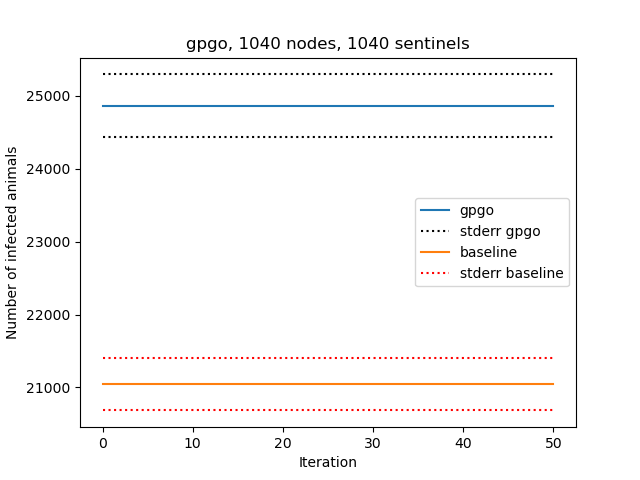 gpgo, 1040 nodes, 1040 sentinels
Number of infected animals
25000
24000
23000
22000
21000
gpgo
stderr gpgo
baseline
stderr baseline
0 10 20 30 40 50
Iteration